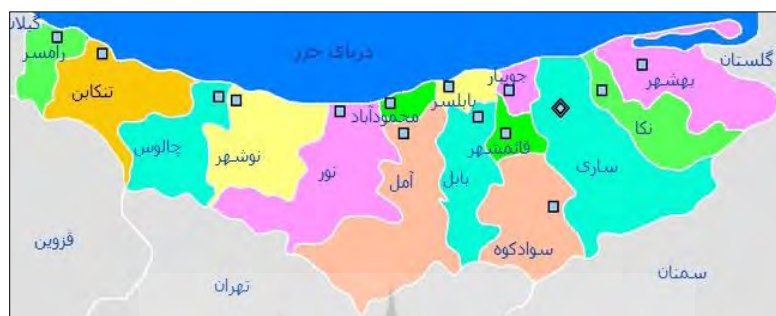 گیلان
رامسر
تنکابن
چالوس
نوشهر
نور
محمودآباد
آمل
بابلسر
بابل
جویبار
قائمشهر
سوادکوه
ساری
نکا
بهشهر
دریای خزر
گلستان
سمنان
تهران
قزوین